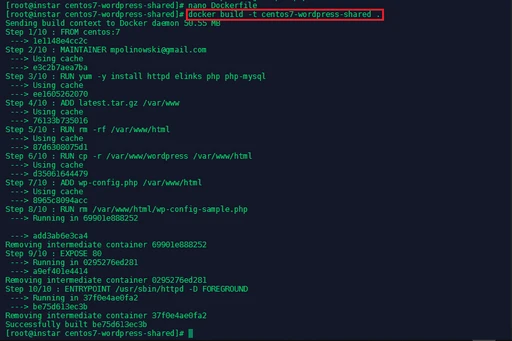 [root@instar centos7-wordpress-shared]# nano Dockerfile
[root@instar centos7-wordpress-shared]# docker build -t centos7-wordpress-shared .
Sending build context to Docker daemon 50.55 MB
Step 1/10 : FROM centos:7
---> 1e1148e4cc2c
Step 2/10 : MAINTAINER mpolinowski@gmail.com
---> Using cache
---> e3c2b7aea7ba
Step 3/10 : RUN yum -y install httpd elinks php php-mysql
---> Using cache
---> ee1605262070
Step 4/10 : ADD latest.tar.gz /var/www
---> Using cache
---> 76133b735016
Step 5/10 : RUN rm -rf /var/www/html
---> Using cache
---> 87d6308075d1
Step 6/10 : RUN cp -r /var/www/wordpress /var/www/html
---> Using cache
---> d35061644479
Step 7/10 : ADD wp-config.php /var/www/html
---> Using cache
---> 8965c8094acc
Step 8/10 : RUN rm /var/www/html/wp-config-sample.php
---> Running in 69901e888252
---> add3ab6e3ca4
Removing intermediate container 69901e888252
Step 9/10 : EXPOSE 80
---> Running in 0295276ed281
---> a9ef401e4414
Removing intermediate container 0295276ed281
Step 10/10 : ENTRYPOINT /usr/sbin/httpd -D FOREGROUND
---> Running in 37f0e4ae0fa2
---> be75d613ec3b
Removing intermediate container 37f0e4ae0fa2
Successfully built be75d613ec3b
[root@instar centos7-wordpress-shared]#